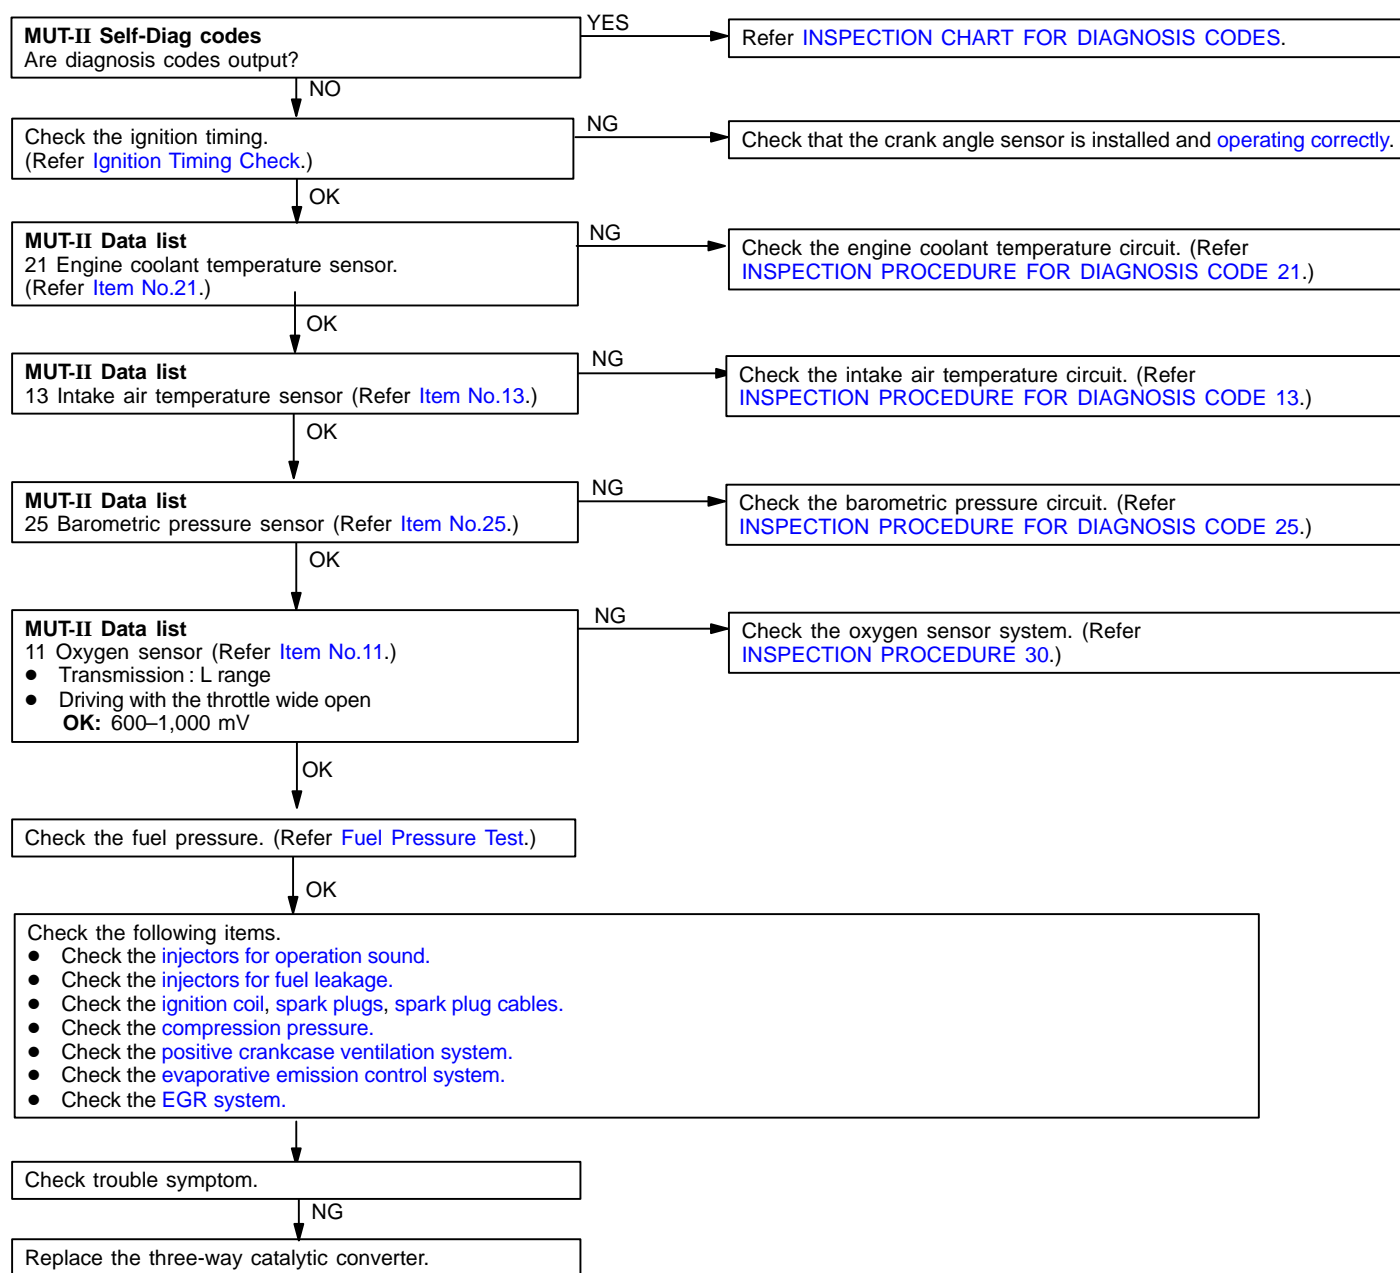 MUT-II Self-Diag codes
Are diagnosis codes output?
YES
Refer INSPECTION CHART FOR DIAGNOSIS CODES.
NO
Check the ignition timing.
(Refer Ignition Timing Check.)
NG
Check that the crank angle sensor is installed and operating correctly.
OK
MUT-II Data list
21 Engine coolant temperature sensor.
(Refer Item No.21.)
NG
Check the engine coolant temperature circuit. (Refer
INSPECTION PROCEDURE FOR DIAGNOSIS CODE 21.)
OK
MUT-II Data list
13 Intake air temperature sensor (Refer Item No.13.)
NG
Check the intake air temperature circuit. (Refer
INSPECTION PROCEDURE FOR DIAGNOSIS CODE 13.)
OK
MUT-II Data list
25 Barometric pressure sensor (Refer Item No.25.)
NG
Check the barometric pressure circuit. (Refer
INSPECTION PROCEDURE FOR DIAGNOSIS CODE 25.)
OK
MUT-II Data list
11 Oxygen sensor (Refer Item No.11.)
● Transmission : L range
● Driving with the throttle wide open
OK: 600–1,000 mV
NG
Check the oxygen sensor system. (Refer
INSPECTION PROCEDURE 30.)
OK
Check the fuel pressure. (Refer Fuel Pressure Test.)
OK
Check the following items.
● Check the injectors for operation sound.
● Check the injectors for fuel leakage.
● Check the ignition coil, spark plugs, spark plug cables.
● Check the compression pressure.
● Check the positive crankcase ventilation system.
● Check the evaporative emission control system.
● Check the EGR system.
Check trouble symptom.
NG
Replace the three-way catalytic converter.